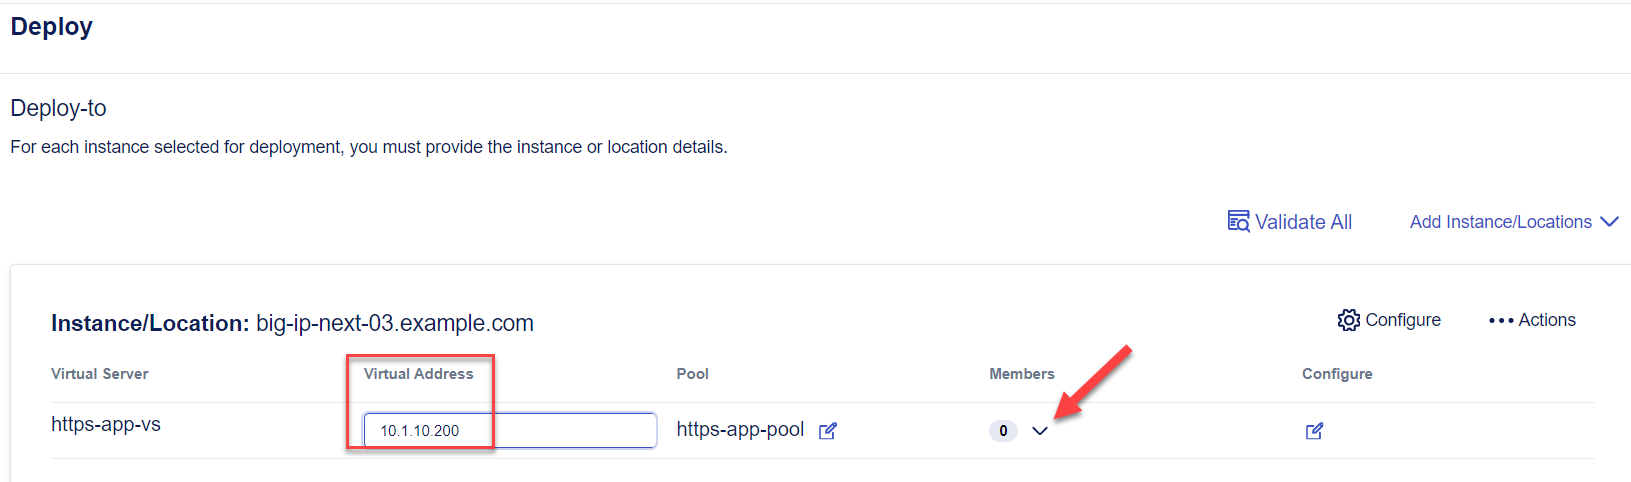 Deploy
Deploy-to
For each instance selected for deployment, you must provide the instance or location details.
Validate All Add Instance/Locations
Instance/Location: big-ip-next-03.example.com Configure Actions
Virtual Server Virtual Address Pool Members Configure
https-app-vs 10.1.10.200 https-app-pool 0